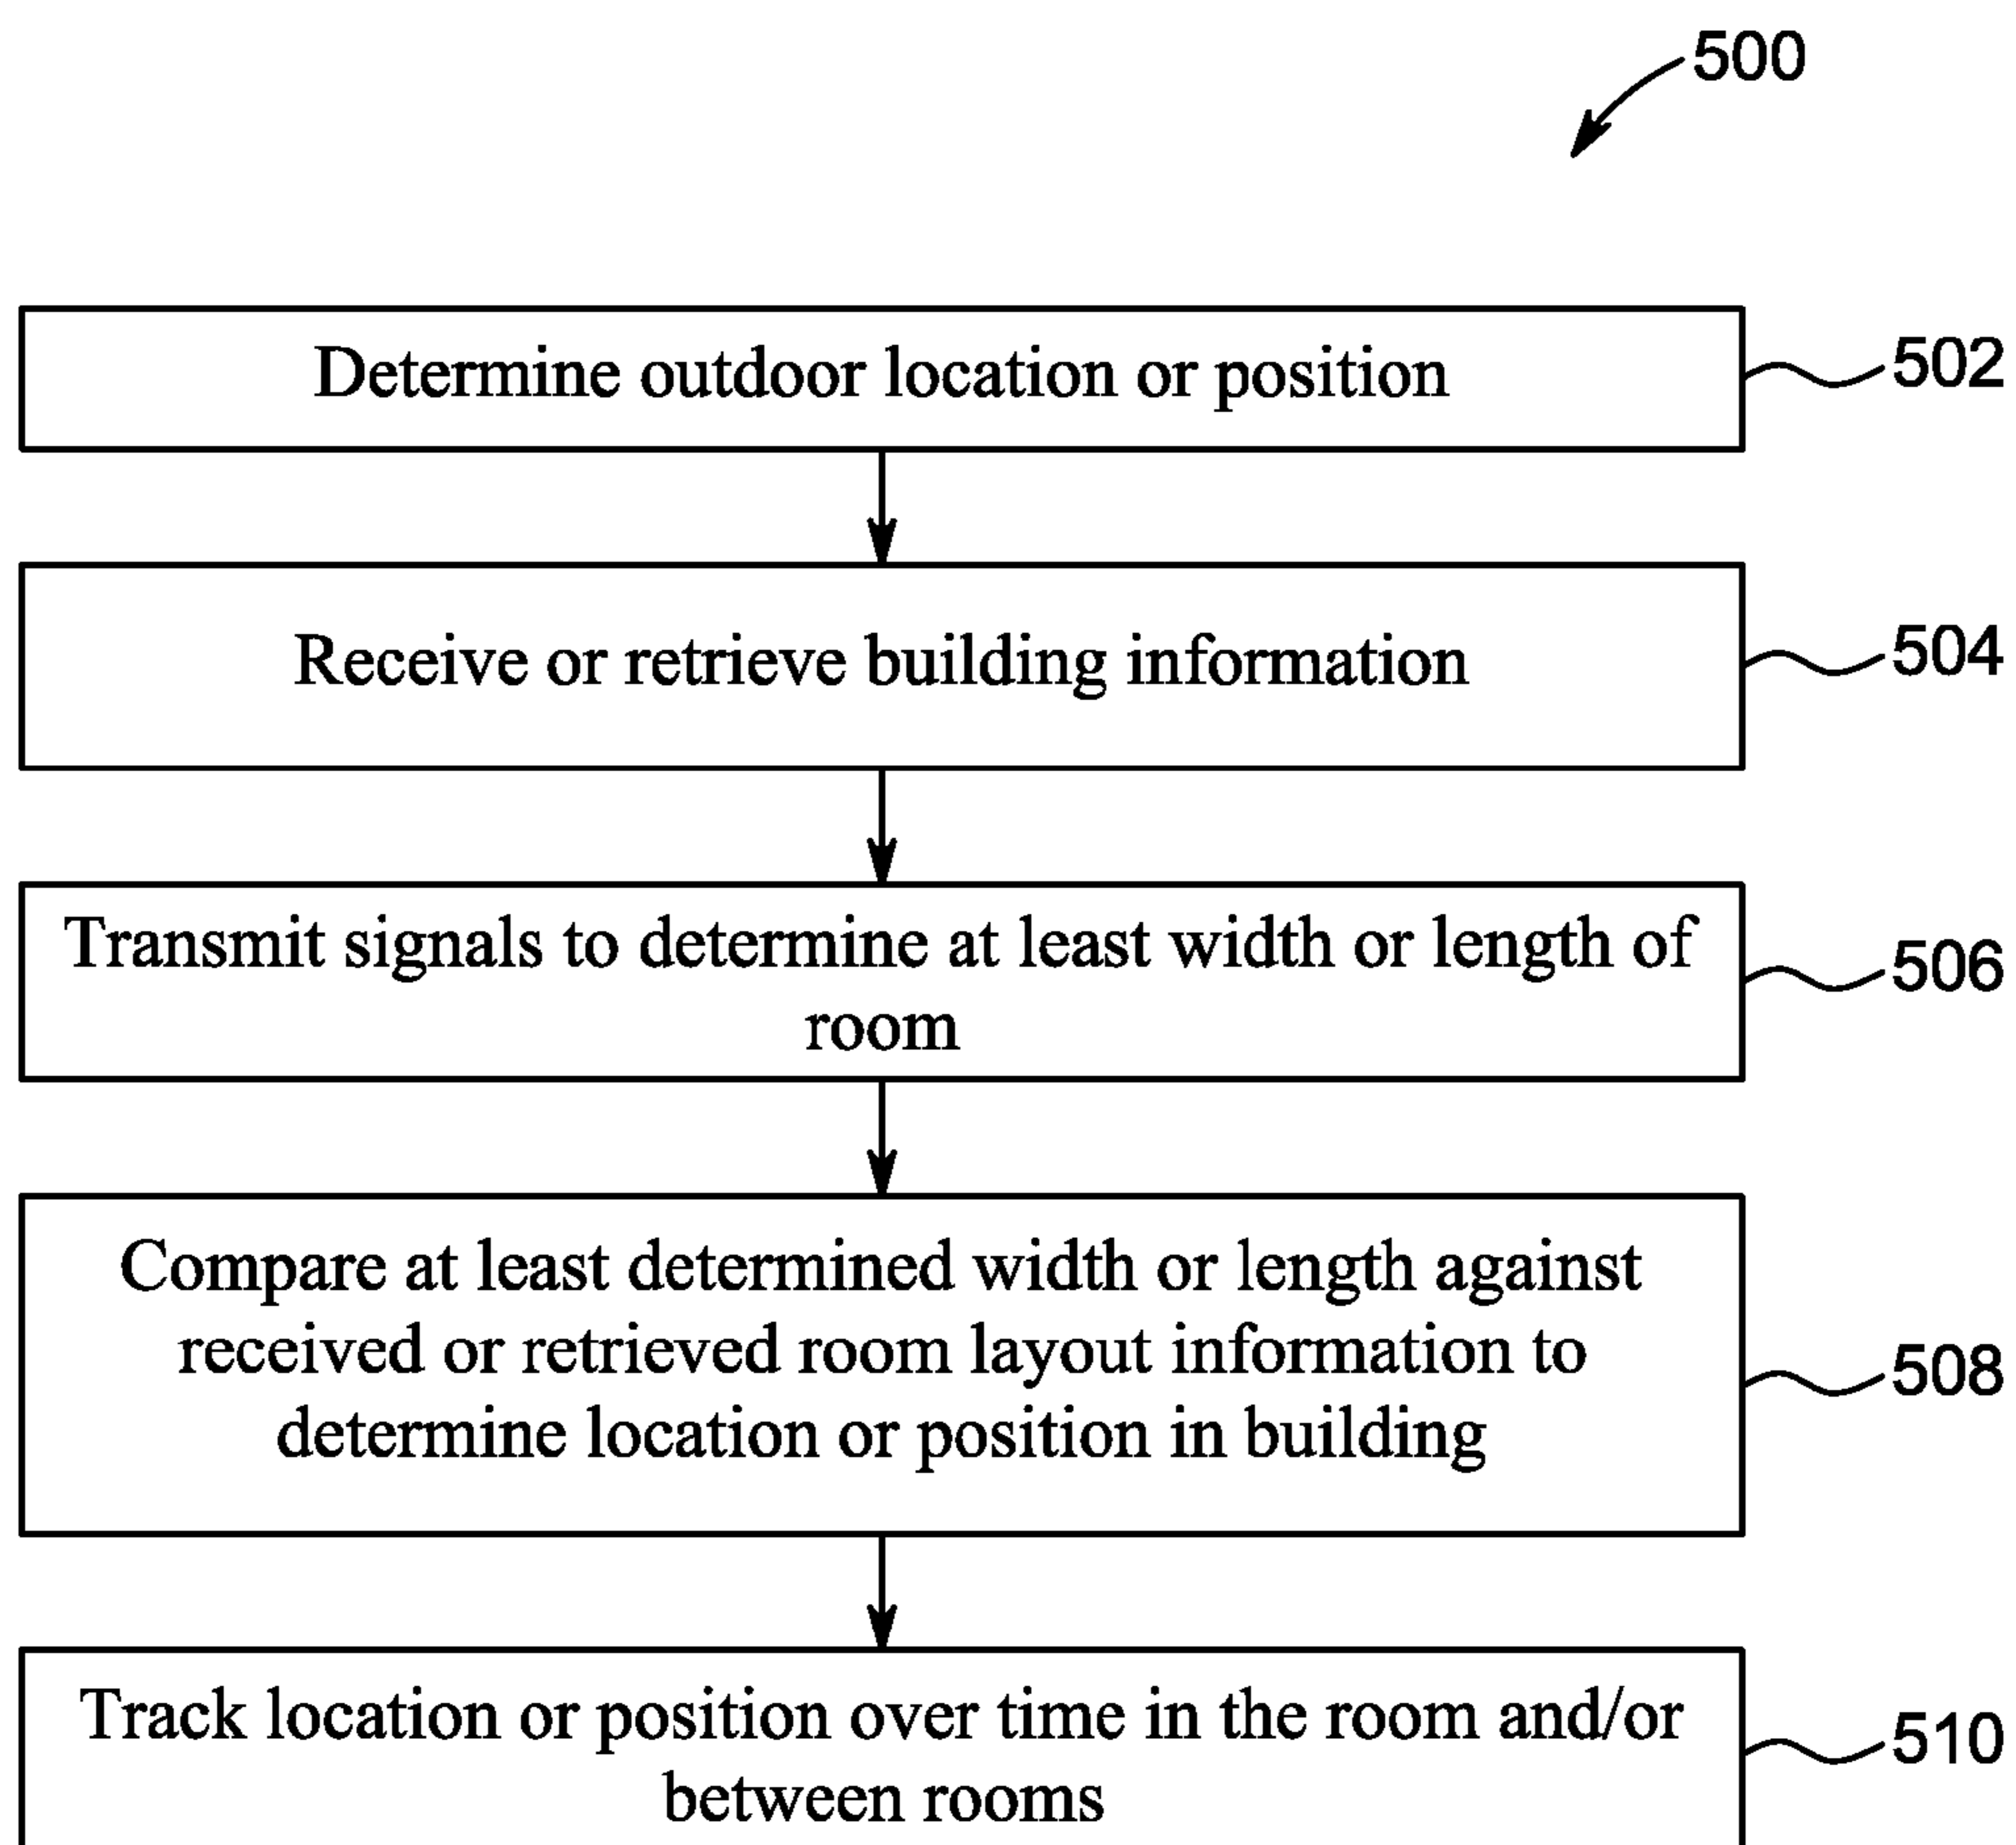 500
Determine outdoor location or position
502
Receive or retrieve building information
504
Transmit signals to determine at least width or length of
room
506
Compare at least determined width or length against
received or retrieved room layout information to
determine location or position in building
508
Track location or position over time in the room and/or
between rooms
510